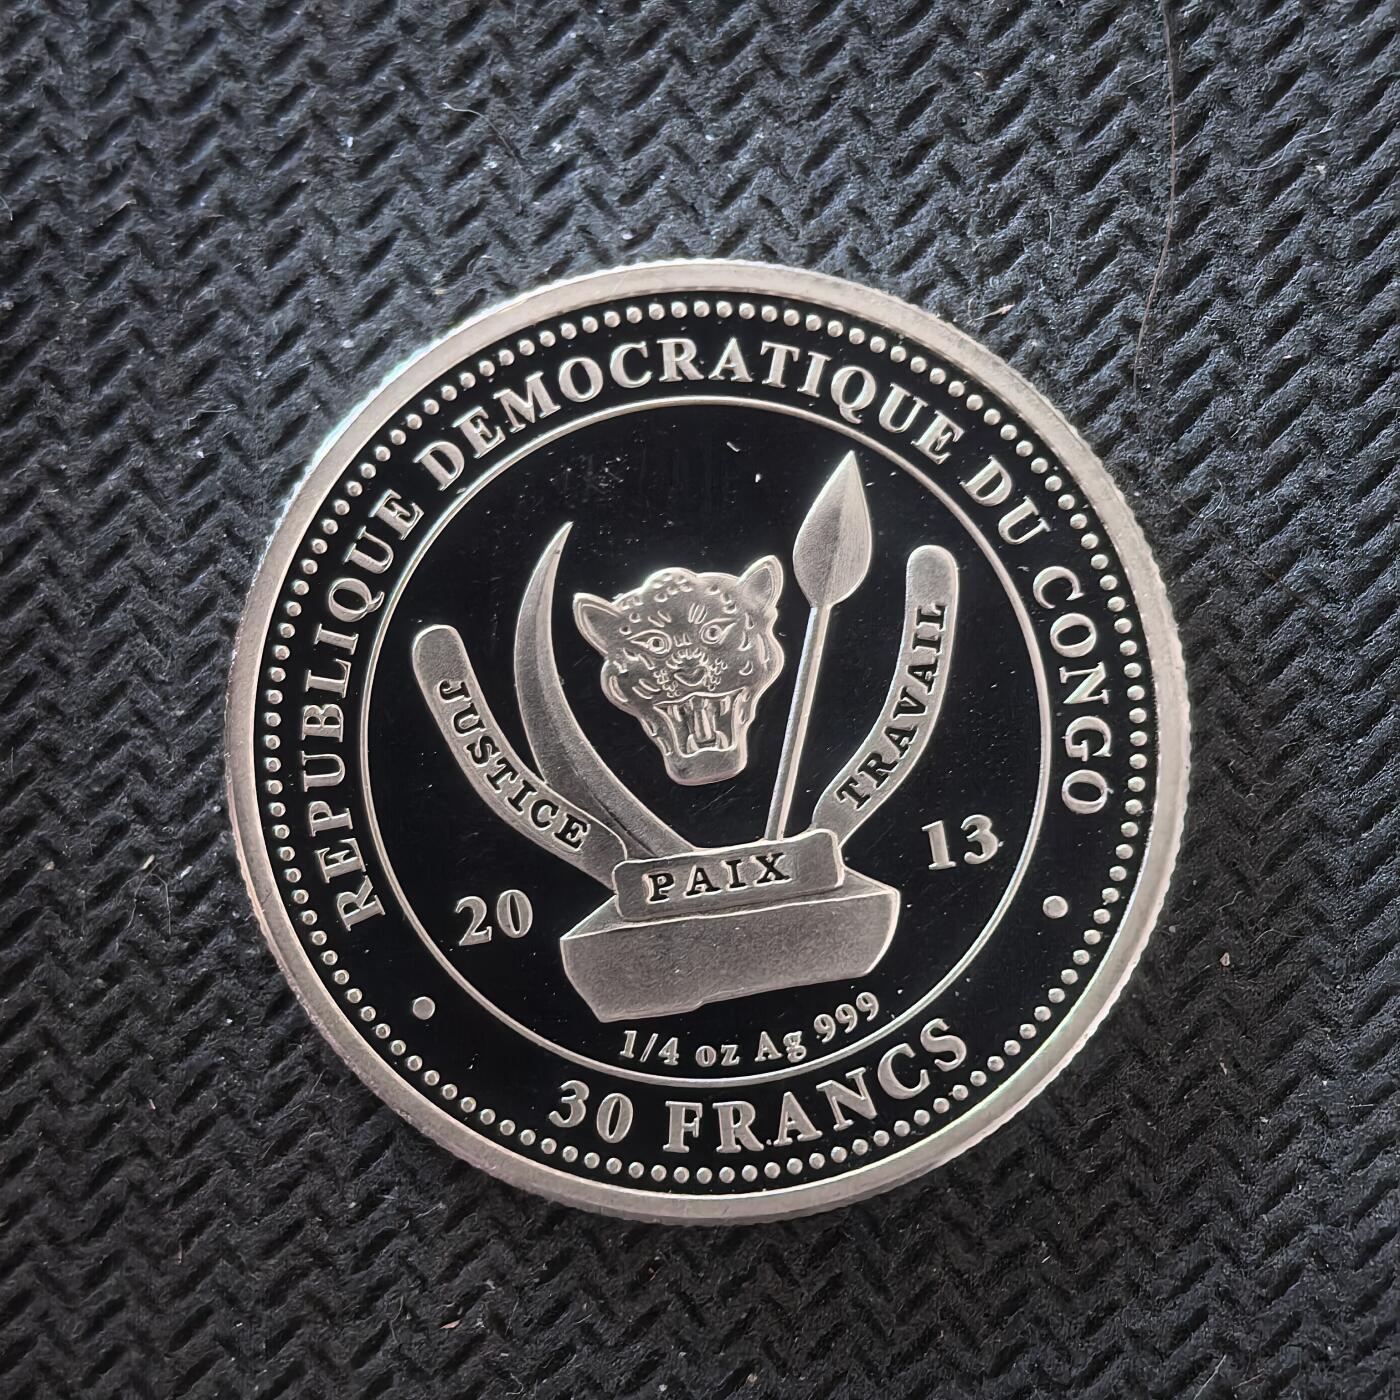 REPUBLIQUE DEMOCRATIQUE DU CONGO
JUSTICE
PAIX
TRAVAIL
20 13
1/4 oz Ag 999
30 FRANCS